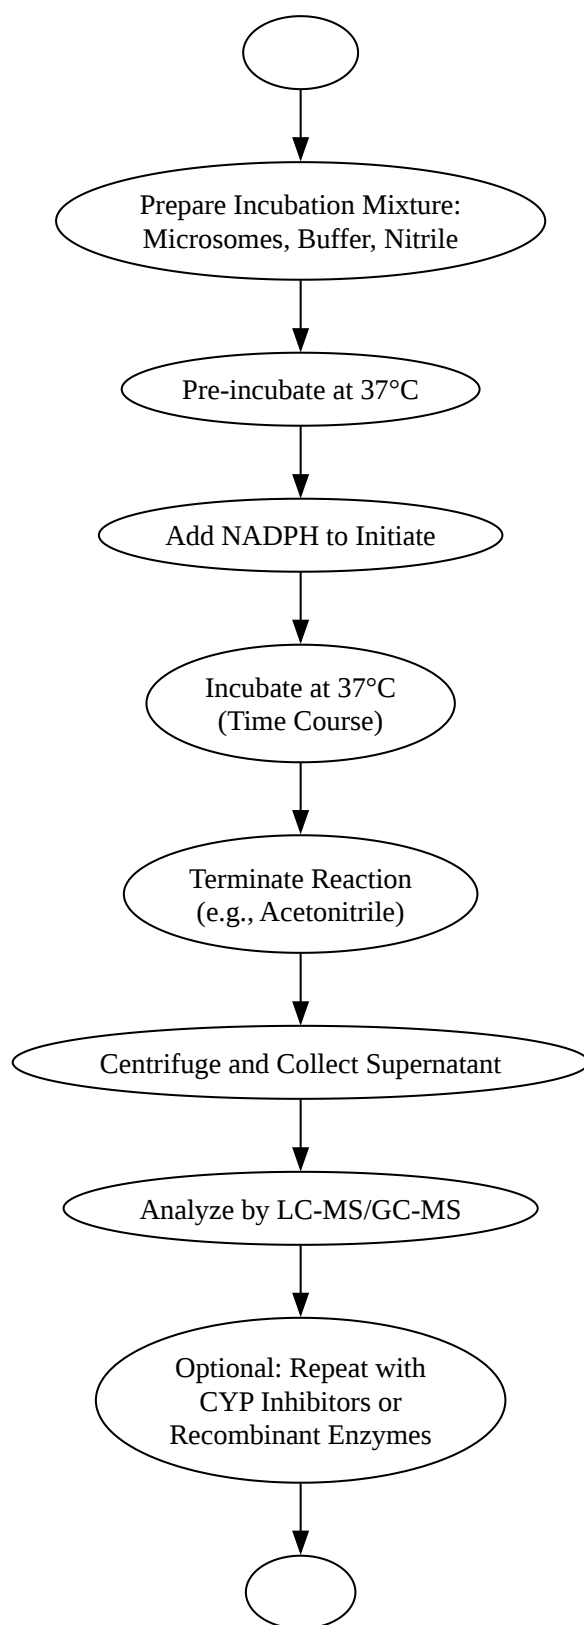 Prepare Incubation Mixture:
Microsomes, Buffer, Nitrile
Pre-incubate at 37°C
Add NADPH to Initiate
Incubate at 37°C
(Time Course)
Terminate Reaction
(e.g., Acetonitrile)
Centrifuge and Collect Supernatant
Analyze by LC-MS/GC-MS
Optional: Repeat with
CYP Inhibitors or
Recombinant Enzymes